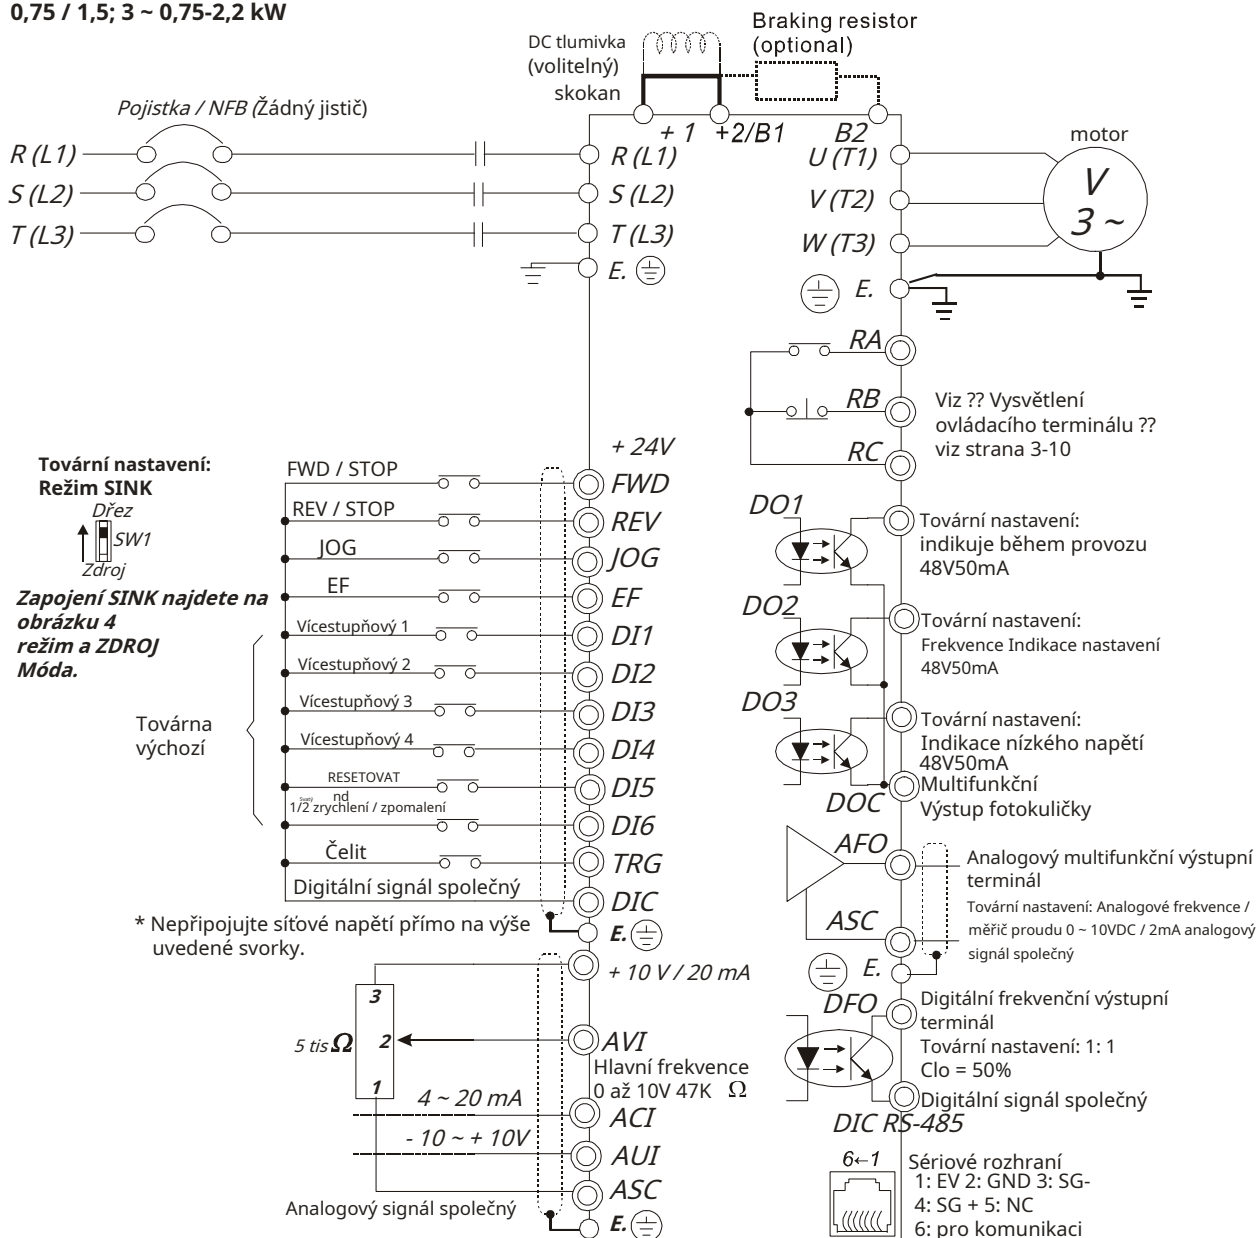 0,75 / 1,5; 3 ~ 0,75-2,2 kW
DC tlumivka
(volitelný)
skokan
Braking resistor
(optional)
Pojistka / NFB (Žádný jistič)
+ 1
+2/B1
B2
R (L1)
R (L1)
U (T1)
motor
S (L2)
S (L2)
V (T2)
V
3 ~
T (L3)
T (L3)
W (T3)
E.
E.
RA
RB
RC
Viz ?? Vysvětlení
ovládacího terminálu ??
viz strana 3-10
+ 24V
Tovární nastavení:
Režim SINK
Dřez
SW1
Zdroj
Zapojení SINK najdete na
obrázku 4
režim a ZDROJ
Móda.
FWD / STOP
FWD
REV / STOP
REV
JOG
JOG
EF
EF
Vícestupňový 1
DI1
Vícestupňový 2
DI2
Vícestupňový 3
DI3
Vícestupňový 4
DI4
Továrna
výchozí
RESETOVAT
DI5
Svatý
nd
1/2 zrychlení / zpomalení
DI6
Čelit
TRG
Digitální signál společný
DIC
* Nepřipojujte síťové napětí přímo na výše
uvedené svorky.
E.
DO1
Tovární nastavení:
indikuje během provozu
48V50mA
DO2
Tovární nastavení:
Frekvence Indikace nastavení
48V50mA
DO3
Tovární nastavení:
Indikace nízkého napětí
48V50mA
DOC
Multifunkční
Výstup fotokuličky
AFO
Analogový multifunkční výstupní
terminál
Tovární nastavení: Analogové frekvence /
měřič proudu 0 ~ 10VDC / 2mA analogový
signál společný
ASC
E.
+ 10 V / 20 mA
3
5 tis Ω
2
1
AVI
Hlavní frekvence
0 až 10V 47K Ω
4 ~ 20 mA
ACI
- 10 ~ + 10V
AUI
Analogový signál společný
ASC
E.
DFO
Digitální frekvenční výstupní
terminál
Tovární nastavení: 1: 1
Clo = 50%
Digitální signál společný
DIC RS-485
6←1
Sériové rozhraní
1: EV 2: GND 3: SG-
4: SG + 5: NC
6: pro komunikaci